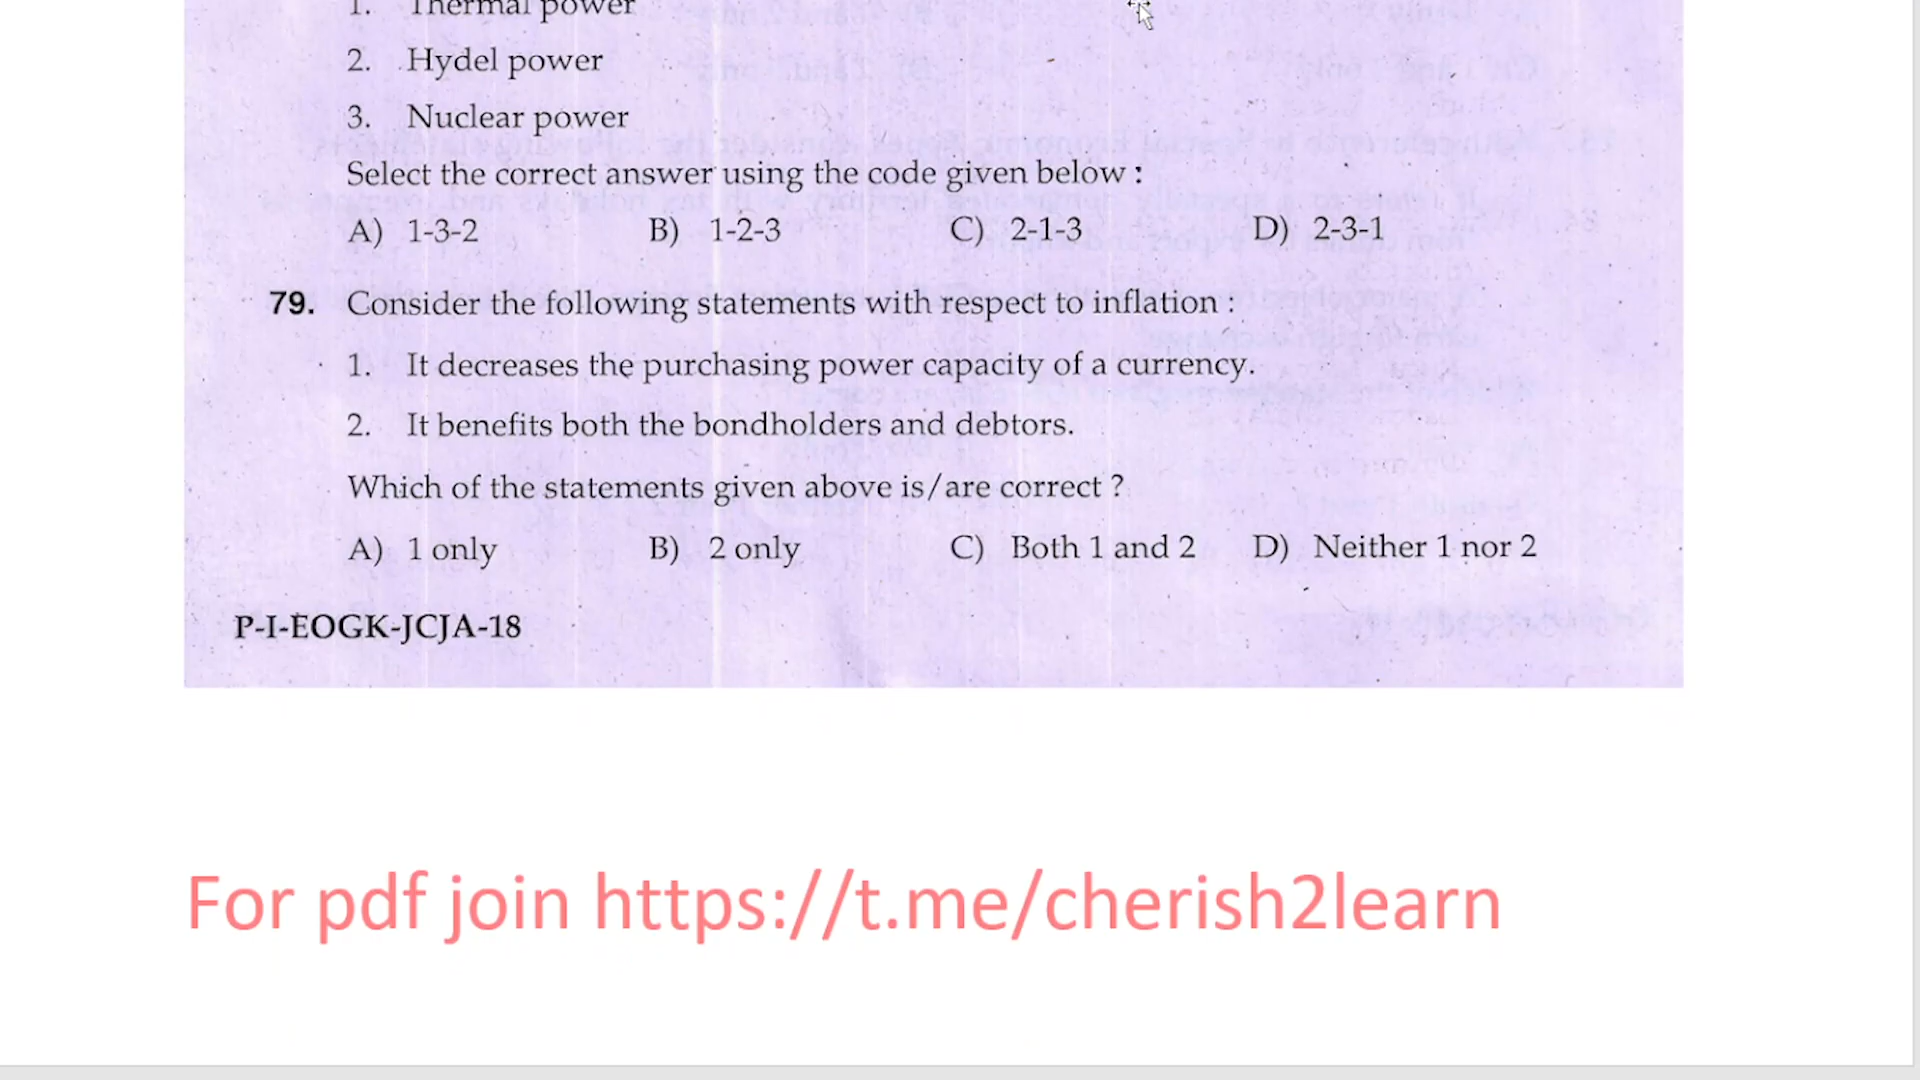 1. Thermal power
2. Hydel power
3. Nuclear power
Select the correct answer using the code given below :
A) 1-3-2 B) 1-2-3 C) 2-1-3 D) 2-3-1
79. Consider the following statements with respect to inflation :
1. It decreases the purchasing power capacity of a currency.
2. It benefits both the bondholders and debtors.
Which of the statements given above is/are correct ?
A) 1 only B) 2 only C) Both 1 and 2 D) Neither 1 nor 2
P-I-EOGK-JCJA-18
For pdf join https://t.me/cherish2learn